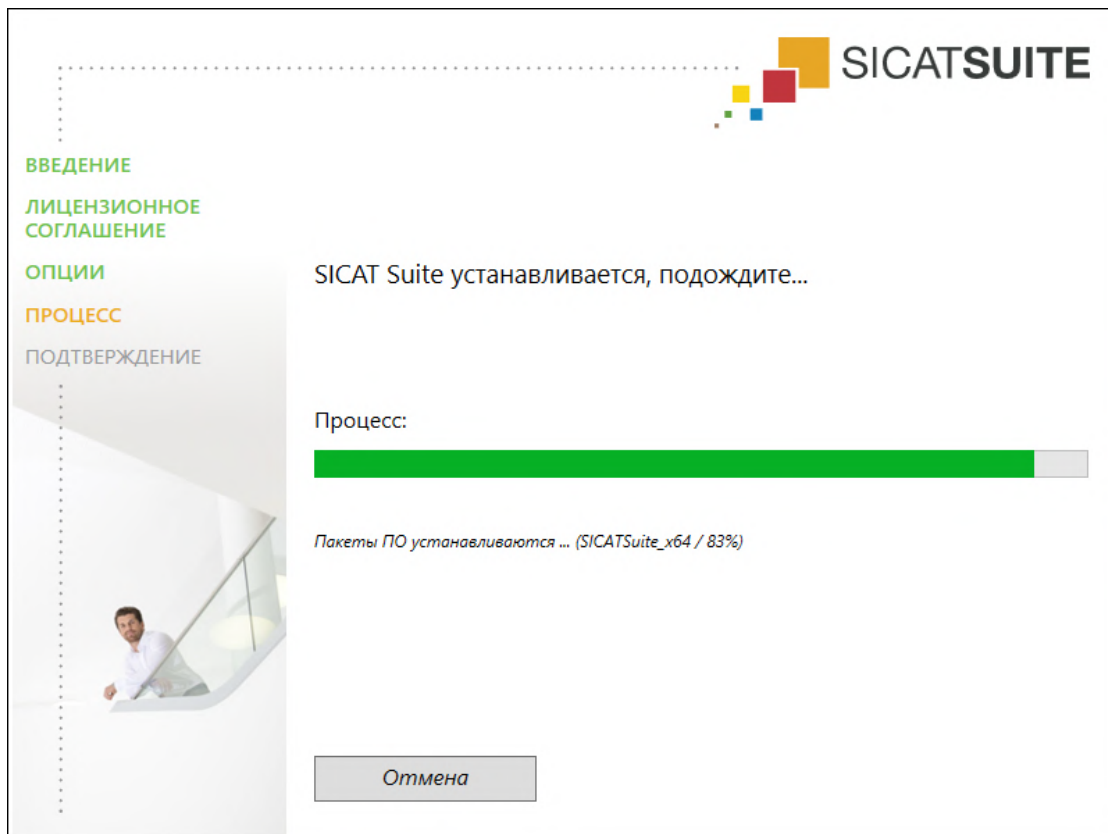 SICATSUITE
ВВЕДЕНИЕ
ЛИЦЕНЗИОННОЕ
СОГЛАШЕНИЕ
ОПЦИИ
ПРОЦЕСС
ПОДТВЕРЖДЕНИЕ
SICAT Suite устанавливается, подождите...
Процесс:
Пакеты ПО устанавливаются ... (SICATSuite_x64 / 83%)
Отмена